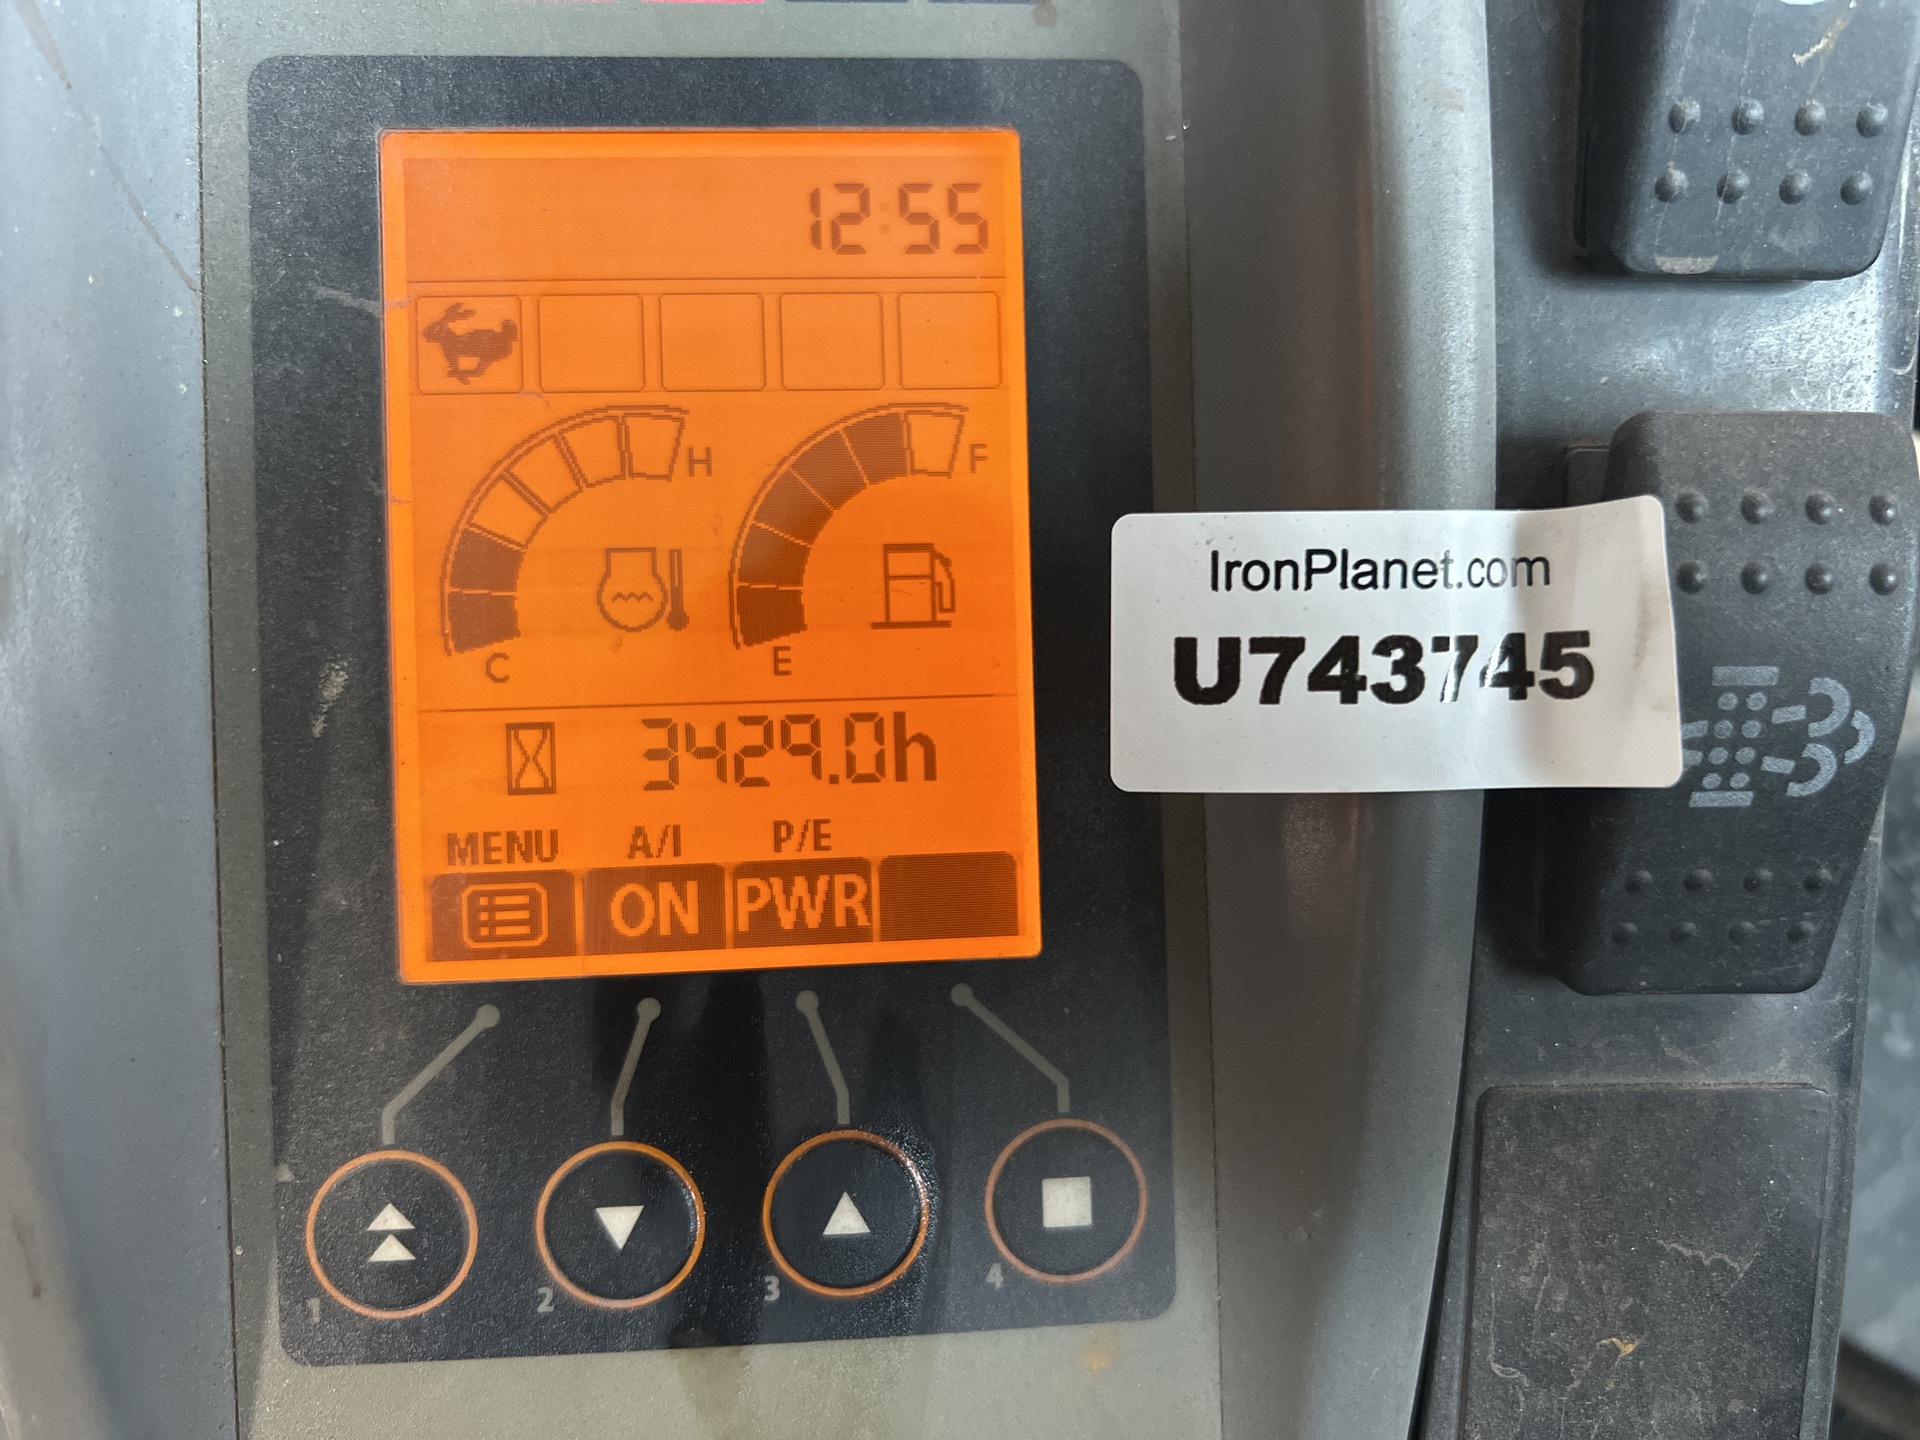 12:55
H
F
C
E
IronPlanet.com
U743745
3429.0h
MENU A/I P/E
ON PWR
1 2 3 4